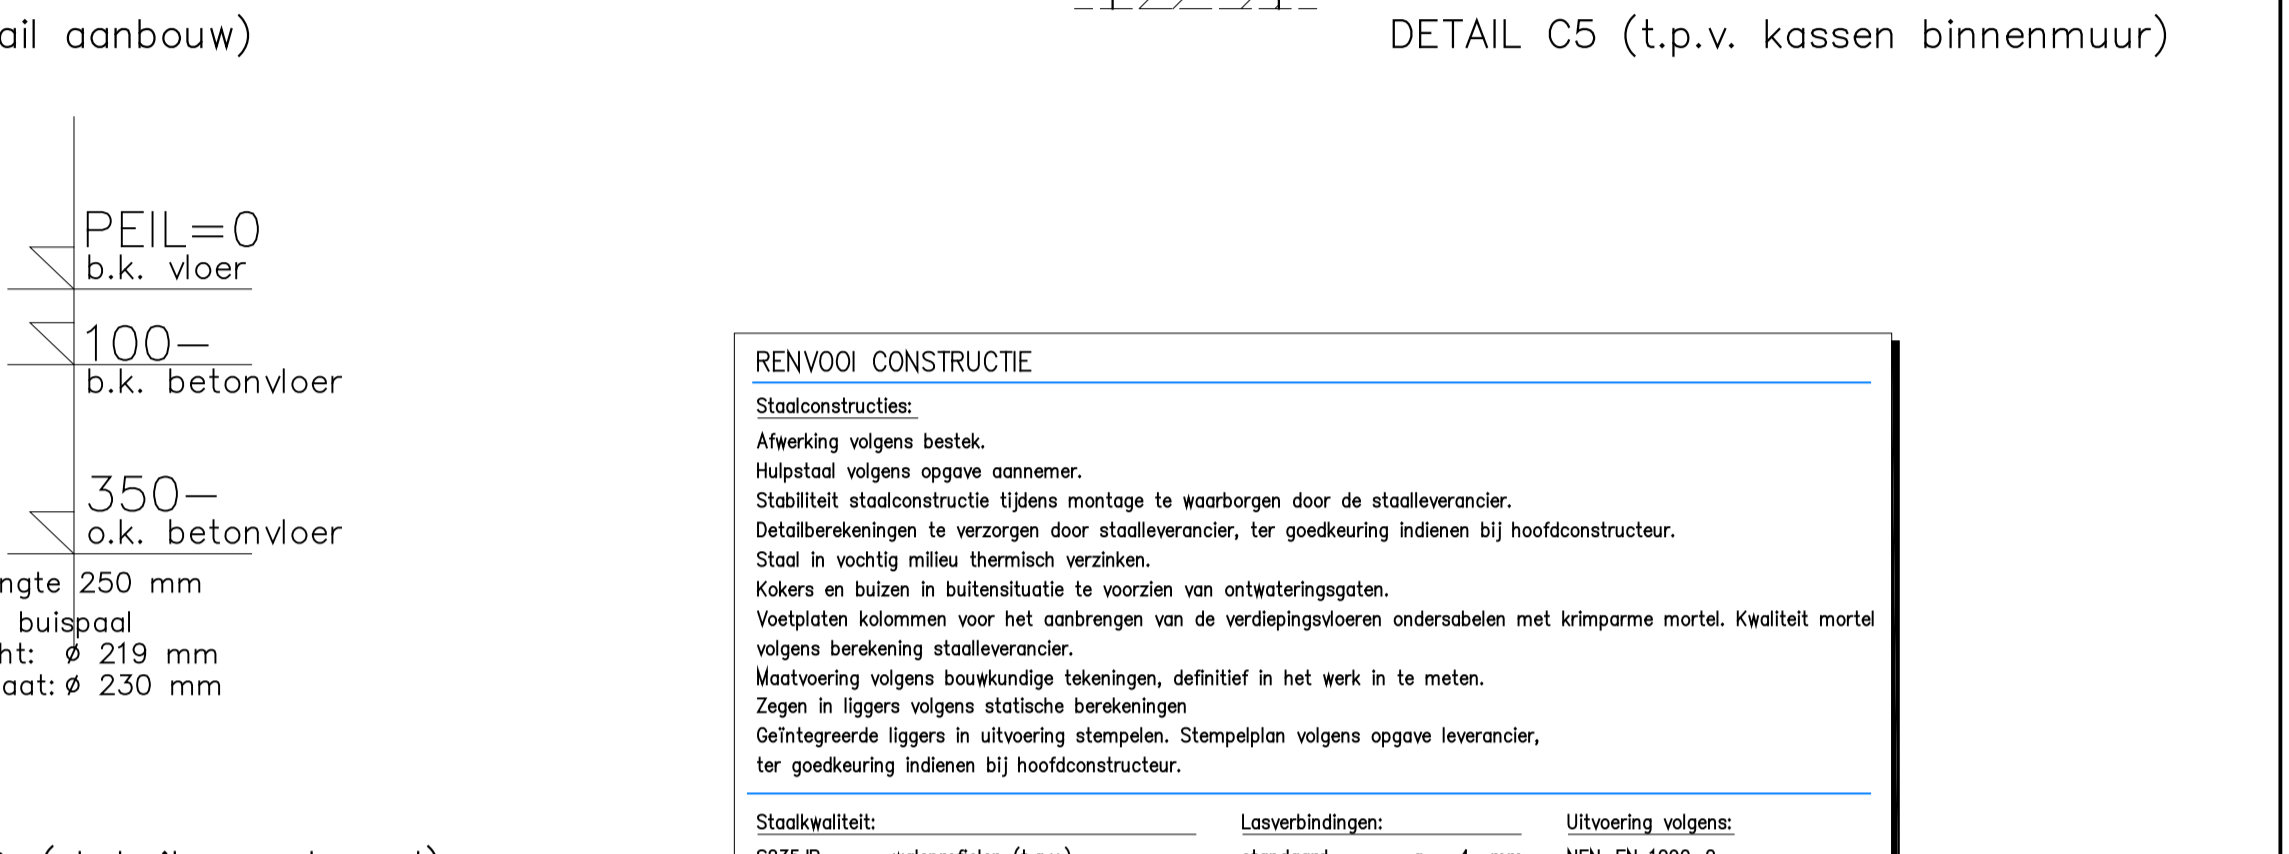 aanbouw)
DETAIL C5 (t.p.v. kassen binnenmuur)
PEIL=0
b.k. vloer
100-
b.k. betonvloer
350-
o.k. betonvloer
250 mm
buispaal
ø 219 mm
ø 230 mm
RENVOOI CONSTRUCTIE
Staalconstructies:
Afwerking volgens bestek.
Hulpstaal volgens opgave aannemer.
Stabiliteit staalconstructie tijdens montage te waarborgen door de staalleverancier.
Detailberekeningen te verzorgen door staalleverancier, ter goedkeuring indienen bij hoofdconstructeur.
Staal in vochtig milieu thermisch verzinken.
Kokers en buizen in buitensituatie te voorzien van ontwateringsgaten.
Voetplaten kolommen voor het aanbrengen van de verdiepingsvloeren ondersabelen met krimparme mortel. Kwaliteit mortel
volgens berekening staalleverancier.
Maatvoering volgens bouwkundige tekeningen, definitief in het werk in te meten.
Zegen in liggers volgens statische berekeningen
Geïntegreerde liggers in uitvoering stempelen. Stempelplan volgens opgave leverancier,
ter goedkeuring indienen bij hoofdconstructeur.
Staalkwaliteit: Lasverbindingen: Uitvoering volgens: